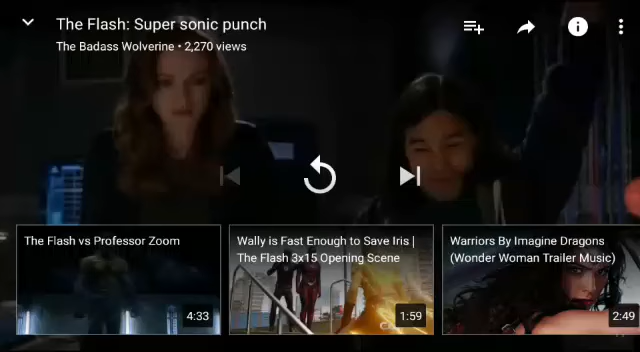 The Flash: Super sonic punch
The Badass Wolverine • 2,270 views
The Flash vs Professor Zoom
4:33
Wally is Fast Enough to Save Iris |
The Flash 3x15 Opening Scene
1:59
Warriors By Imagine Dragons
(Wonder Woman Trailer Music)
2:49